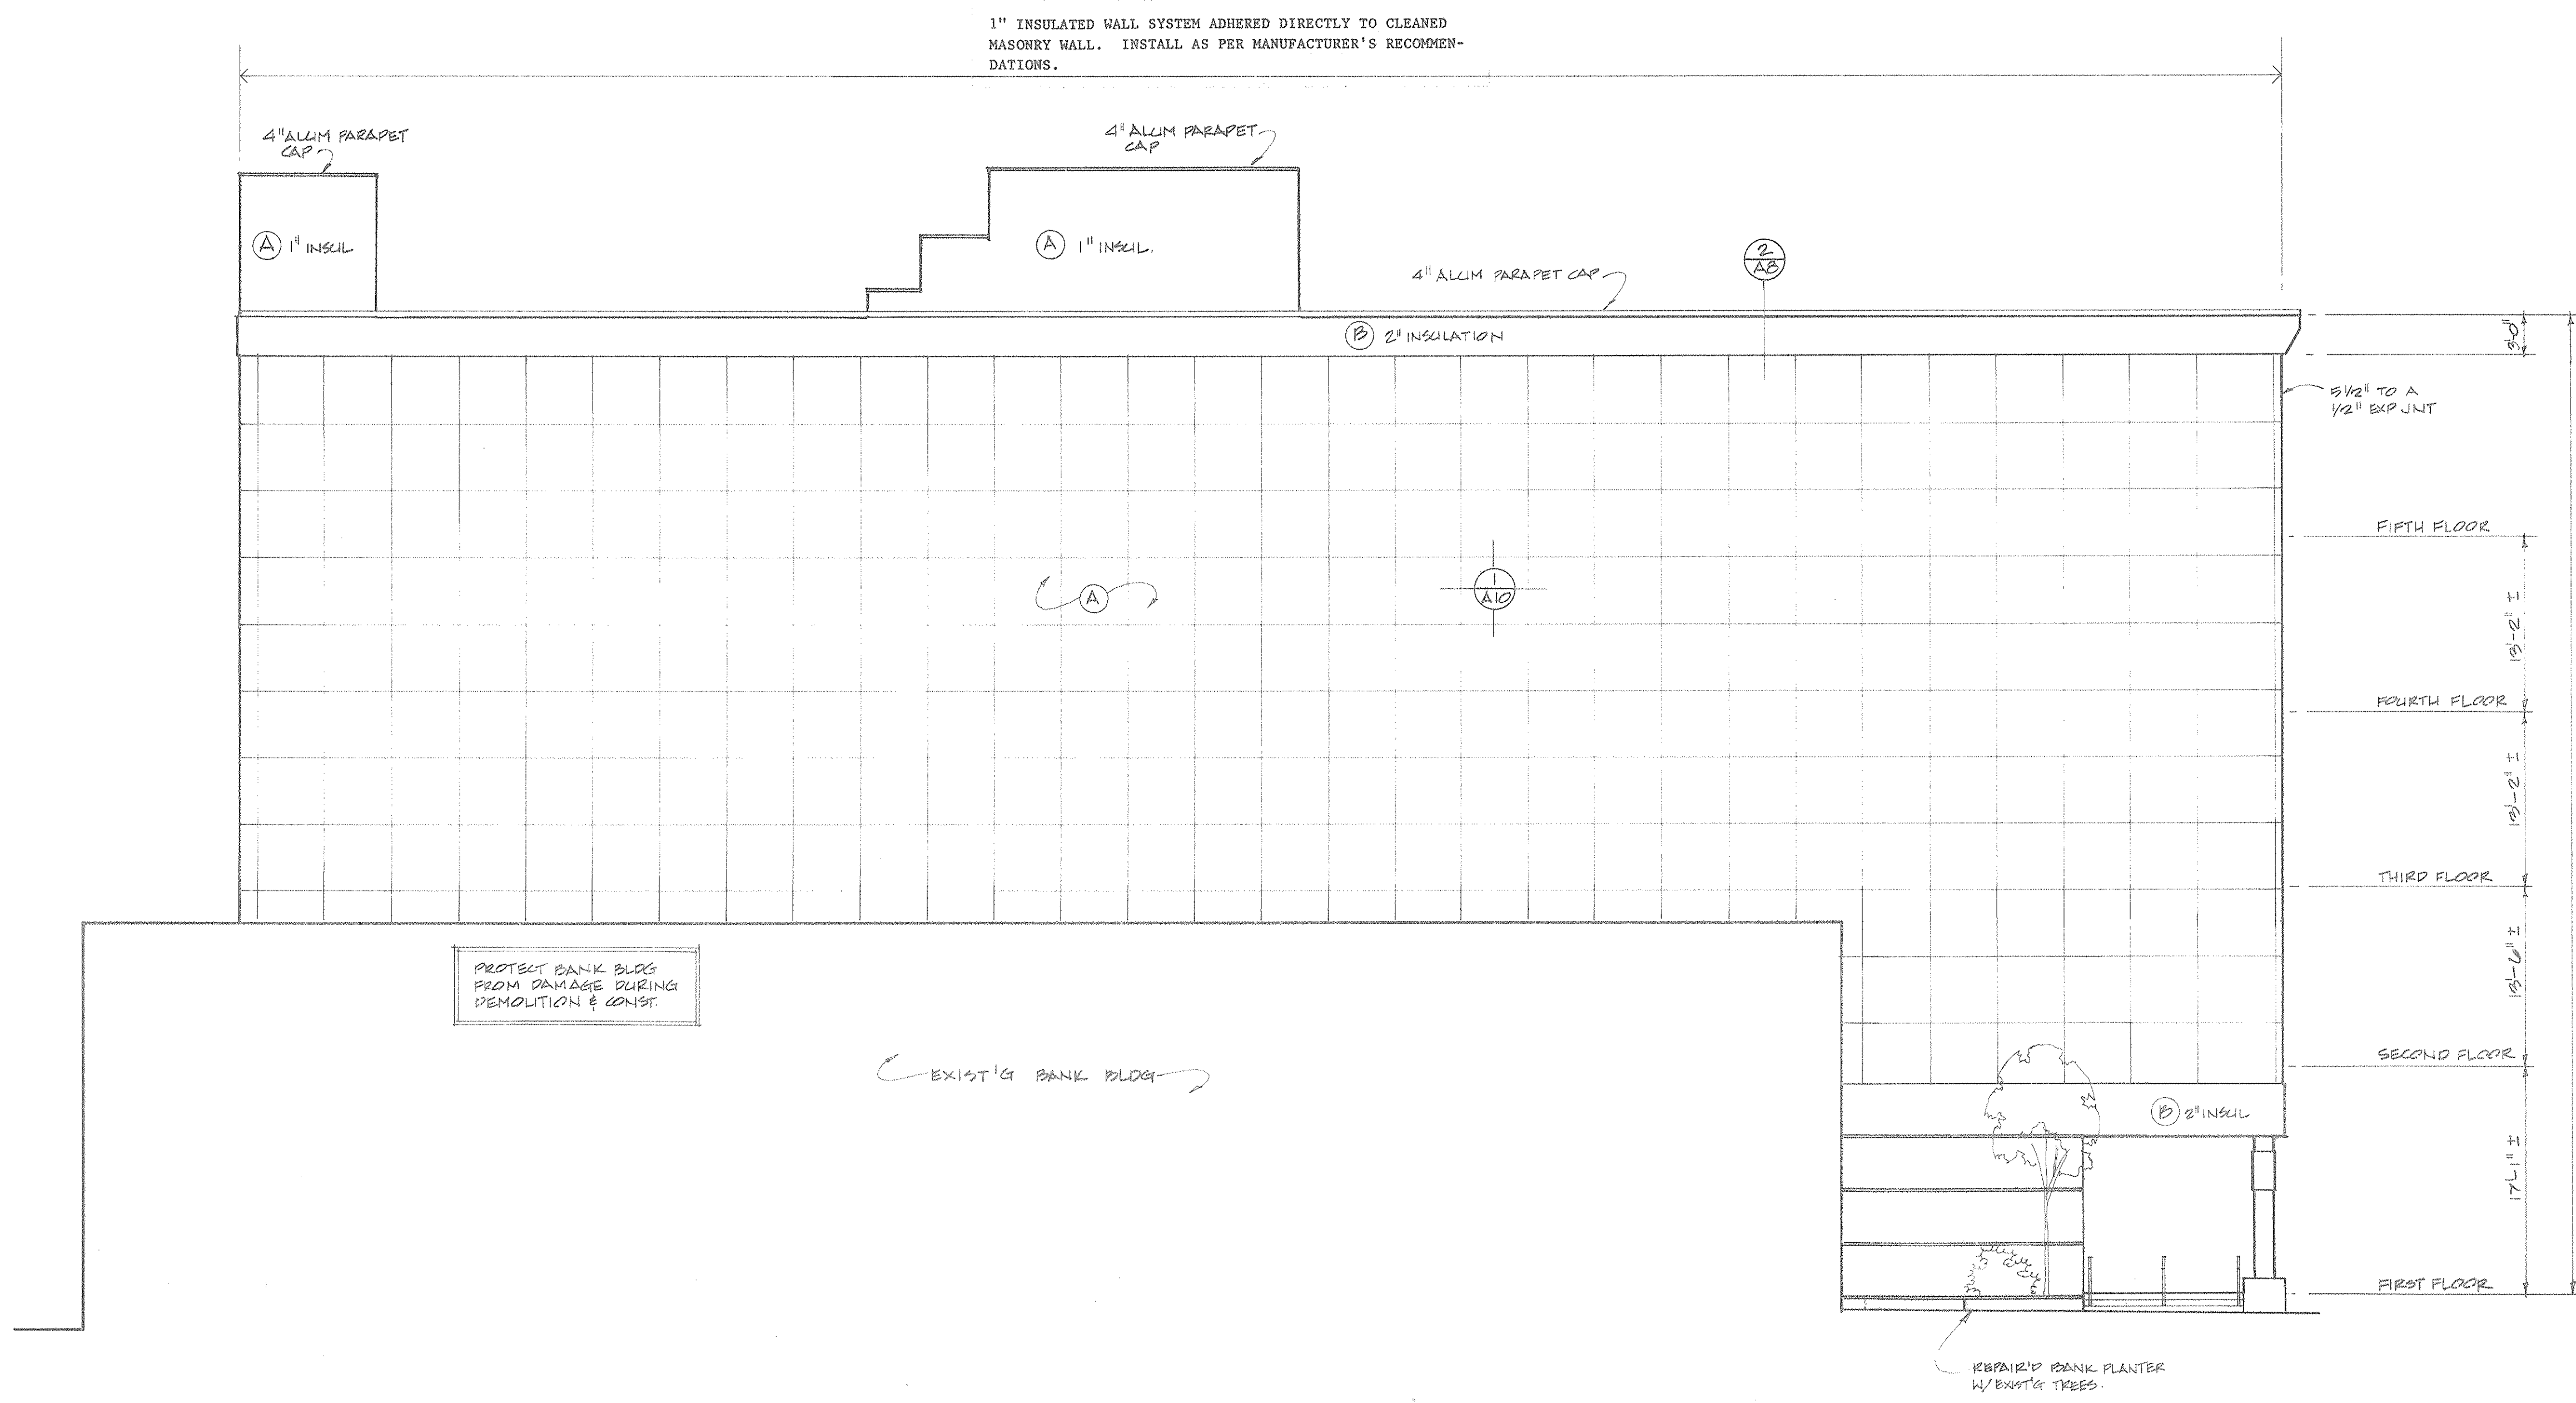 1" INSULATED WALL SYSTEM ADHERED DIRECTLY TO CLEANED
MASONRY WALL. INSTALL AS PER MANUFACTURER'S RECOMMEN-
DATIONS.
4" ALUM PARAPET
CAP
4" ALUM PARAPET
CAP
A 1" INSUL
A 1" INSUL.
2
A8
4" ALUM PARAPET CAP
B 2" INSULATION
3'-0"
5 1/2" TO A
1/2" EXP JNT
FIFTH FLOOR
A
1
A10
13'-2" ±
FOURTH FLOOR
13'-2" ±
THIRD FLOOR
PROTECT BANK BLDG
FROM DAMAGE DURING
DEMOLITION & CONST.
13'-6" ±
EXIST'G BANK BLDG
SECOND FLOOR
B 2" INSUL
17'-1" ±
FIRST FLOOR
REPAIR'D BANK PLANTER
W/ EXIST'G TREES.